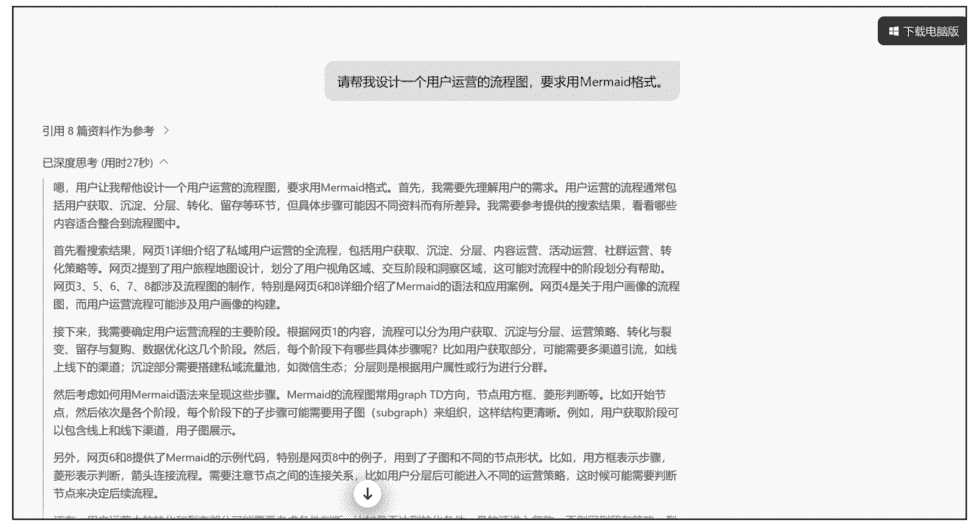 下载电脑版
请帮我设计一个用户运营的流程图，要求用Mermaid格式。
引用 8 篇资料作为参考
已深度思考 (用时27秒)
嗯，用户让我帮他设计一个用户运营的流程图，要求用Mermaid格式。首先，我需要先理解用户的需求。用户运营的流程通常包
括用户获取、沉淀、分层、转化、留存等环节，但具体步骤可能因不同资料而有所差异。我需要参考提供的搜索结果，看看哪些
内容适合整合到流程图中。
首先看搜索结果，网页1详细介绍了私域用户运营的全流程，包括用户获取、沉淀、分层、内容运营、活动运营、社群运营、转
化策略等。网页2提到了用户旅程地图设计，划分了用户视角区域、交互阶段和洞察区域，这可能对流程中的阶段划分有帮助。
网页3、5、6、7、8都涉及流程图的制作，特别是网页6和8详细介绍了Mermaid的语法和应用案例。网页4是关于用户画像的流程
图，而用户运营流程可能涉及用户画像的构建。
接下来，我需要确定用户运营流程的主要阶段。根据网页1的内容，流程可以分为用户获取、沉淀与分层、运营策略、转化与裂
变、留存与复购、数据优化这几个阶段。然后，每个阶段下有哪些具体步骤呢？比如用户获取部分，可能需要多渠道引流，如线
上线下的渠道；沉淀部分需要搭建私域流量池，如微信生态；分层则是根据用户属性或行为进行分群。
然后考虑如何用Mermaid语法来呈现这些步骤。Mermaid的流程图常用graph TD方向，节点用方框、菱形判断等。比如开始节
点，然后依次是各个阶段，每个阶段下的子步骤可能需要用子图（subgraph）来组织，这样结构更清晰。例如，用户获取阶段可
以包含线上和线下渠道，用子图展示。
另外，网页6和8提供了Mermaid的示例代码，特别是网页8中的例子，用到了子图和不同的节点形状。比如，用方框表示步骤，
菱形表示判断，箭头连接流程。需要注意节点之间的连接关系，比如用户分层后可能进入不同的运营策略，这时候可能需要判断
节点来决定后续流程。